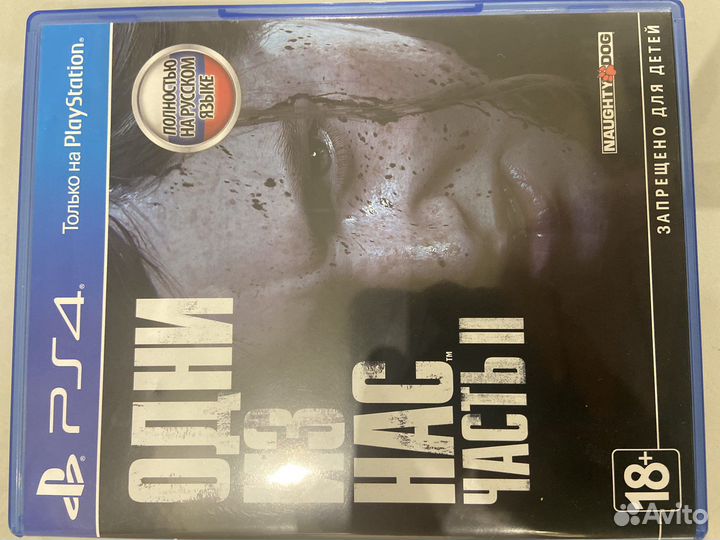 PS4
Только на PlayStation
ПОЛНОСТЬЮ
НА РУССКОМ
ЯЗЫКЕ
ОДНИ
ИЗ
НАС™
ЧАСТЬ II
18+
NAUGHTY DOG
ЗАПРЕЩЕНО ДЛЯ ДЕТЕЙ
Avito